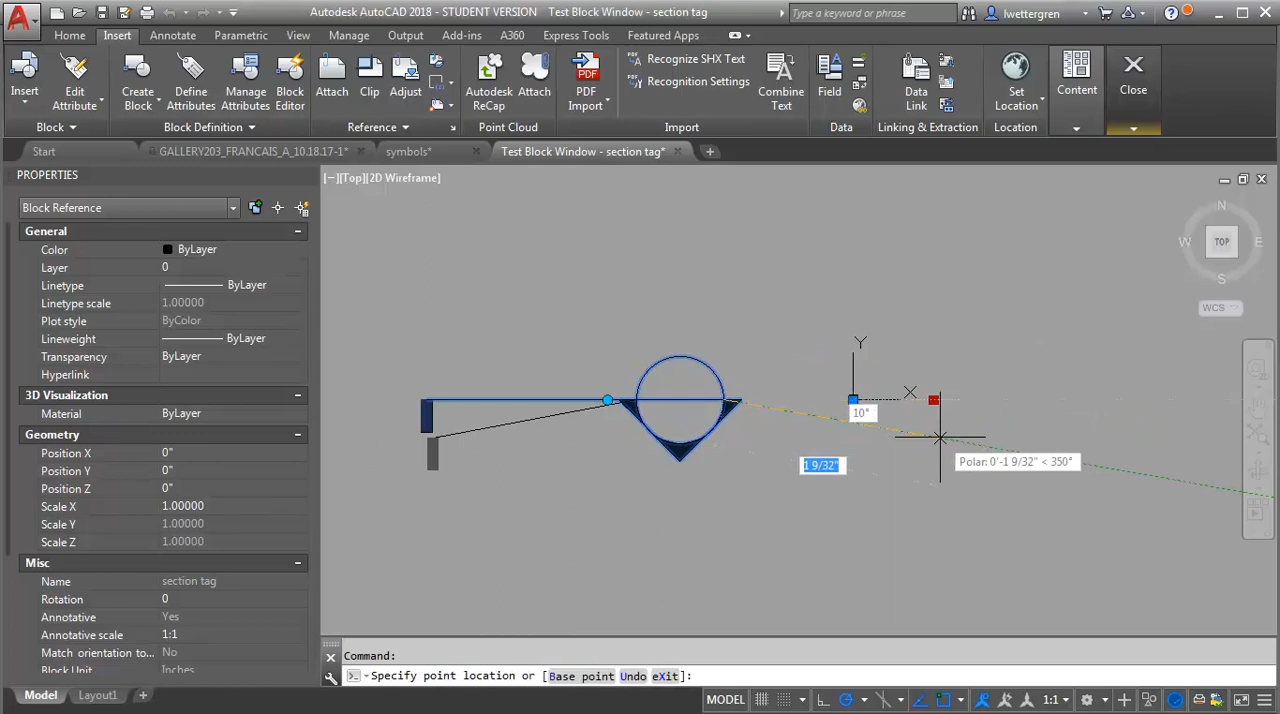 Autodesk AutoCAD 2018 - STUDENT VERSION Test Block Window - section tag Type a keyword or phrase lwettergren
Home Insert Annotate Parametric View Manage Output Add-ins A360 Express Tools Featured Apps
Insert Edit Attribute Create Block Define Attributes Manage Attributes Block Editor Attach Clip Adjust Autodesk ReCap Attach PDF Import Recognize SHX Text Recognition Settings Combine Text Field Data Link Set Location Content Close
Block Block Definition Reference Point Cloud Import Data Linking & Extraction Location
Start GALLERY203_FRANCAIS_A_10.18.17-1* symbols* Test Block Window - section tag*
PROPERTIES
[−][Top][2D Wireframe]
Block Reference
General
Color ByLayer
Layer 0
Linetype ByLayer
Linetype scale 1.00000
Plot style ByColor
Lineweight ByLayer
Transparency ByLayer
Hyperlink
3D Visualization
Material ByLayer
Geometry
Position X 0"
Position Y 0"
Position Z 0"
Scale X 1.00000
Scale Y 1.00000
Scale Z 1.00000
Misc
Name section tag
Rotation 0
Annotative Yes
Annotative scale 1:1
Match orientation to... No
Block Unit Inches
N
W TOP E
S
WCS
Y
X
10°
1 9/32"
Polar: 0'-1 9/32" < 350°
Command:
Specify point location or [Base point Undo eXit]:
Model Layout1 +
MODEL 1:1